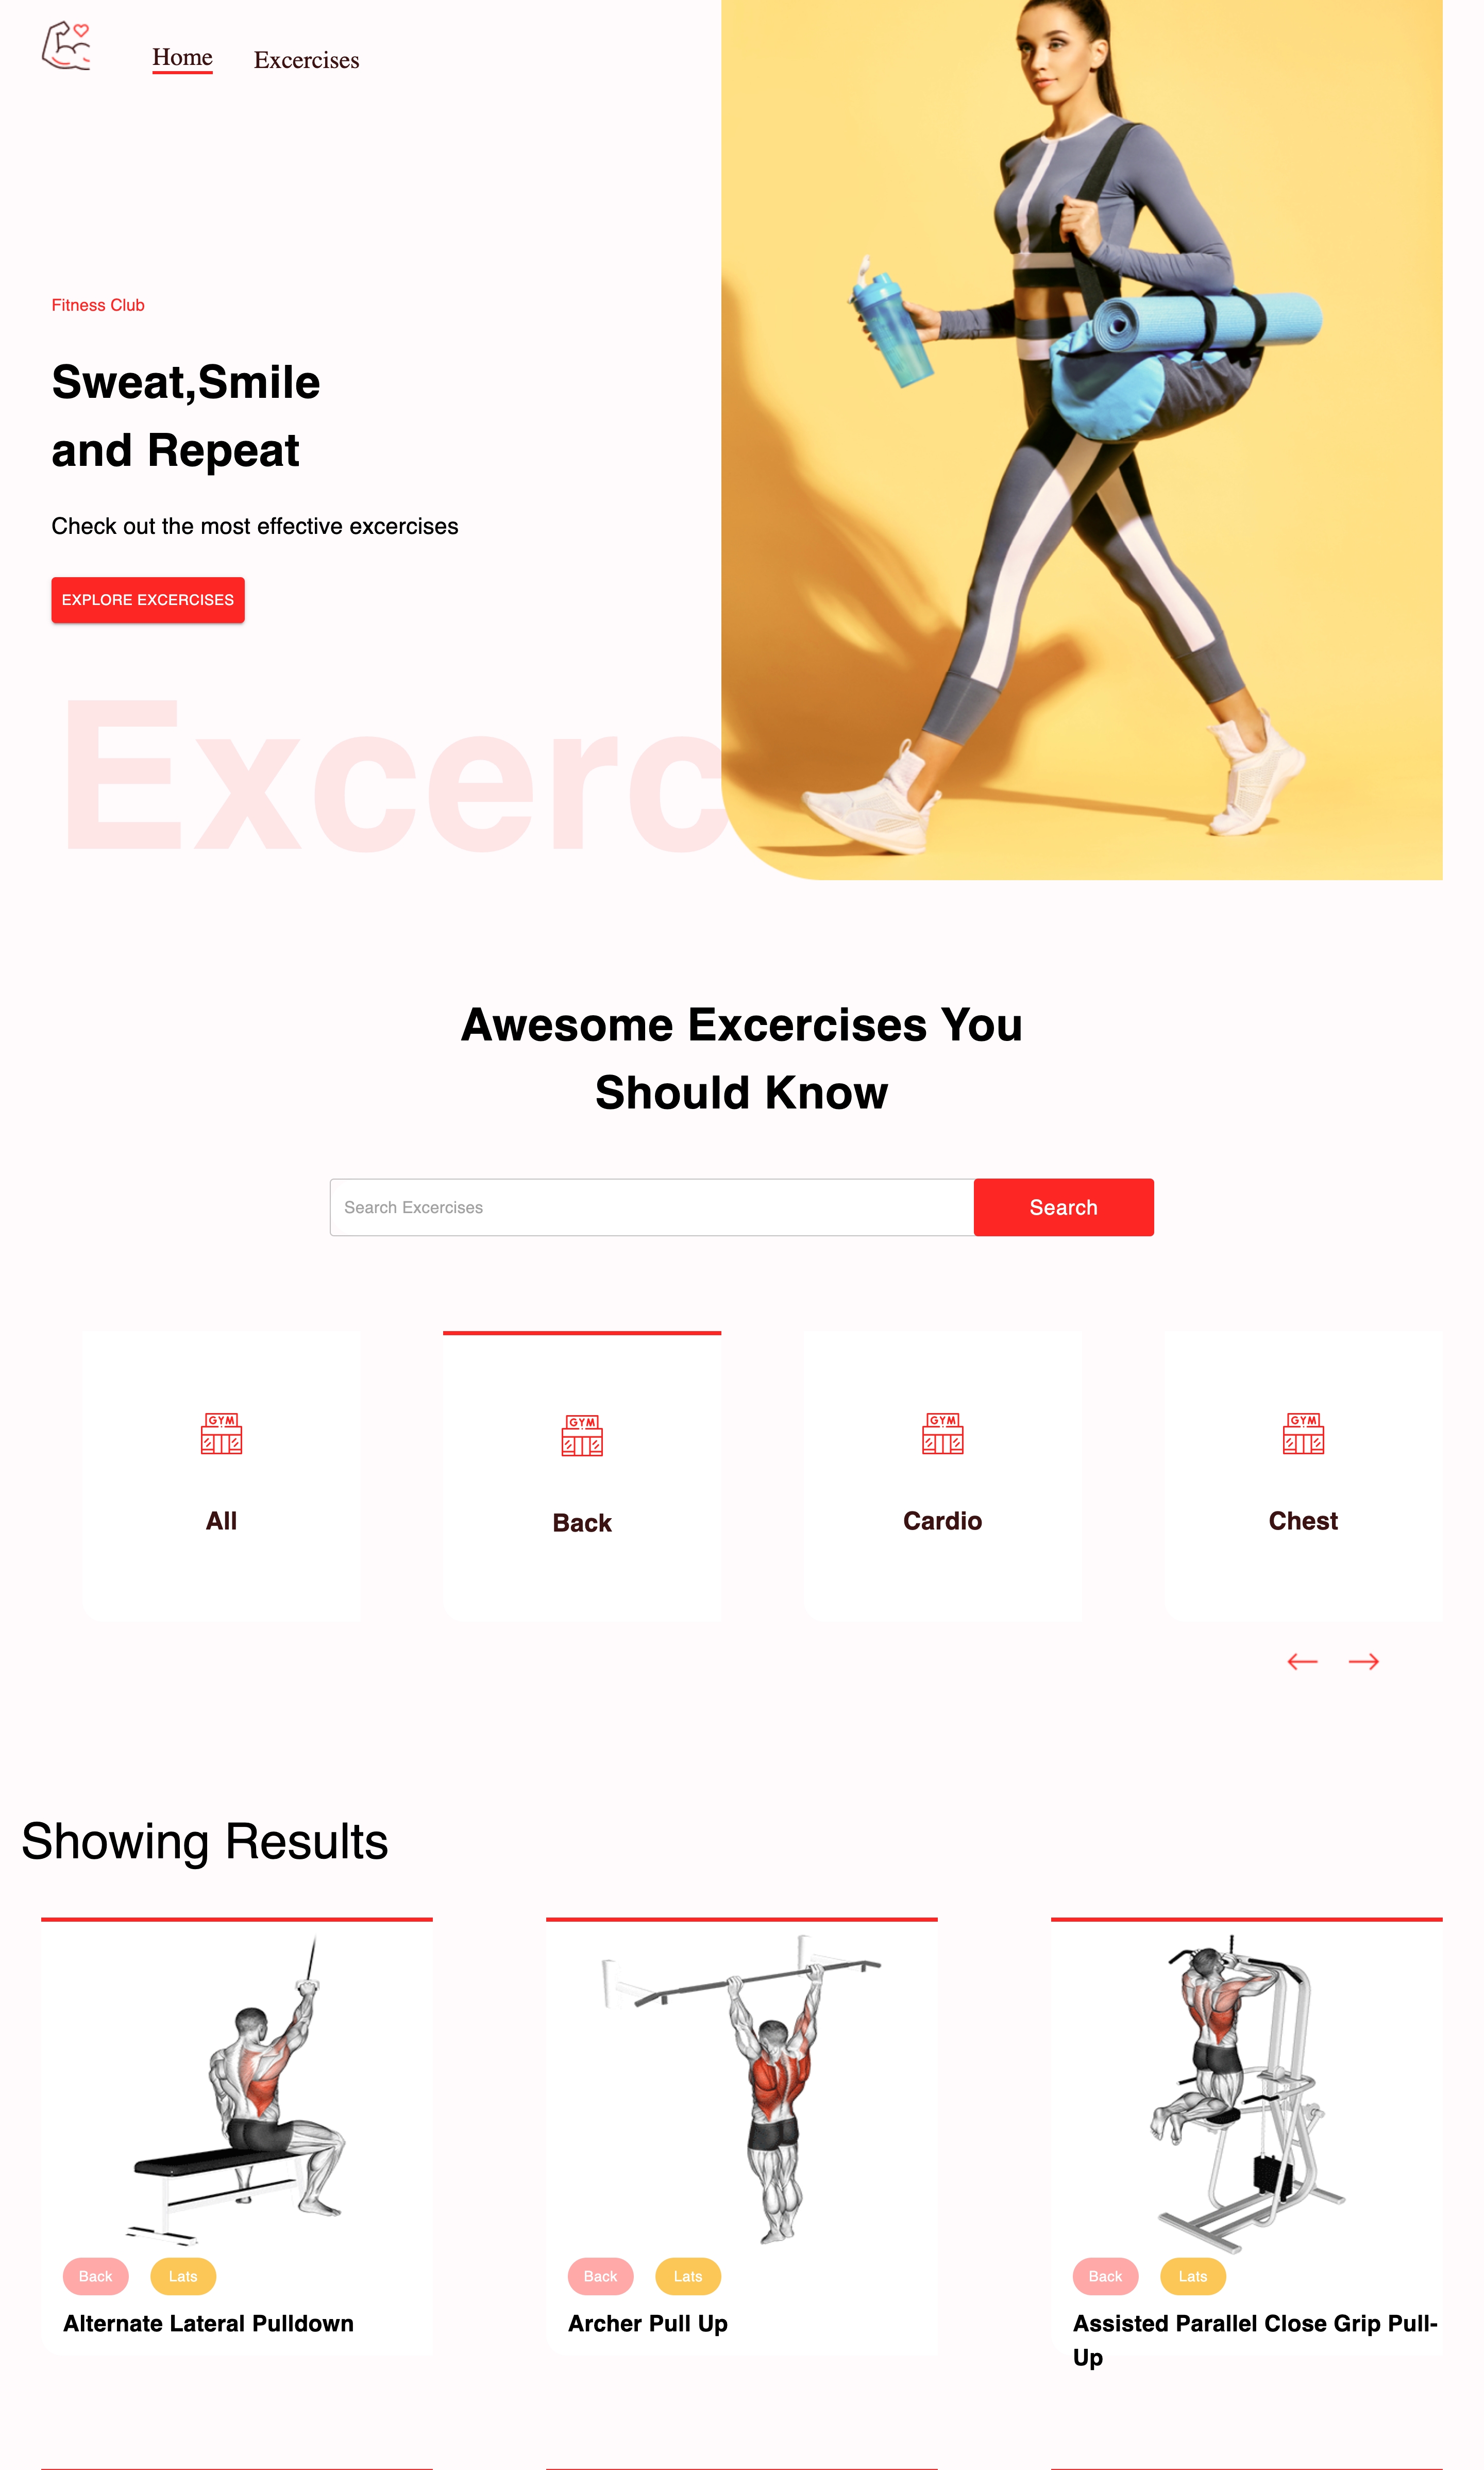 Home
Excercises
Fitness Club
Sweat,Smile
and Repeat
Check out the most effective excercises
EXPLORE EXCERCISES
Excerc
Awesome Excercises You
Should Know
Search Excercises
Search
GYM
GYM
GYM
GYM
All
Back
Cardio
Chest
Showing Results
Back
Lats
Alternate Lateral Pulldown
Back
Lats
Archer Pull Up
Back
Lats
Assisted Parallel Close Grip Pull-
Up